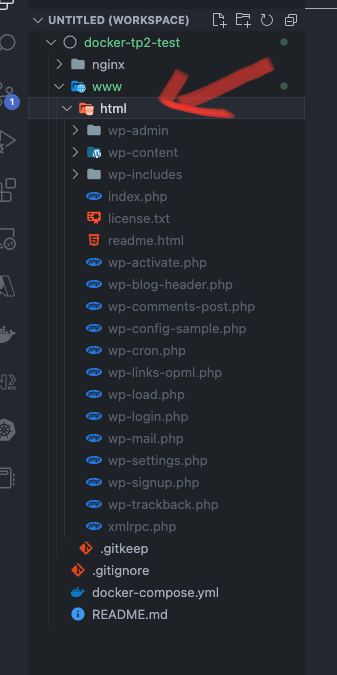 UNTITLED (WORKSPACE)
docker-tp2-test
nginx
www
html
wp-admin
wp-content
wp-includes
index.php
license.txt
readme.html
wp-activate.php
wp-blog-header.php
wp-comments-post.php
wp-config-sample.php
wp-cron.php
wp-links-opml.php
wp-load.php
wp-login.php
wp-mail.php
wp-settings.php
wp-signup.php
wp-trackback.php
xmlrpc.php
.gitkeep
.gitignore
docker-compose.yml
README.md
1